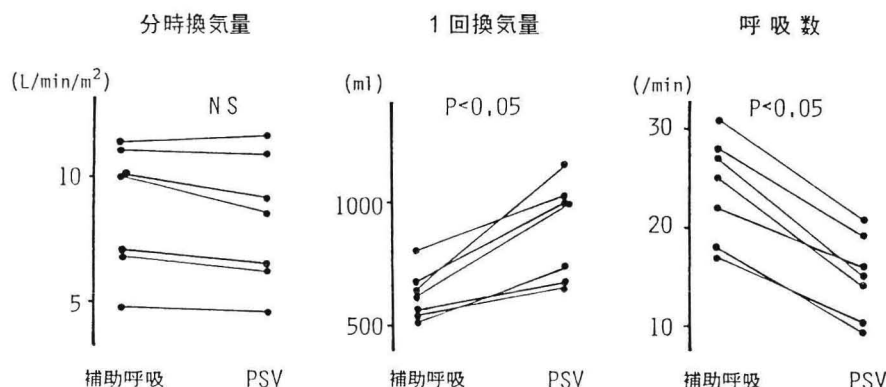 分時換気量
(L/min/m²)
NS
10
5
補助呼吸 PSV
1回換気量
(ml)
P<0.05
1000
500
補助呼吸 PSV
呼吸数
(/min)
P<0.05
30
20
10
補助呼吸 PSV